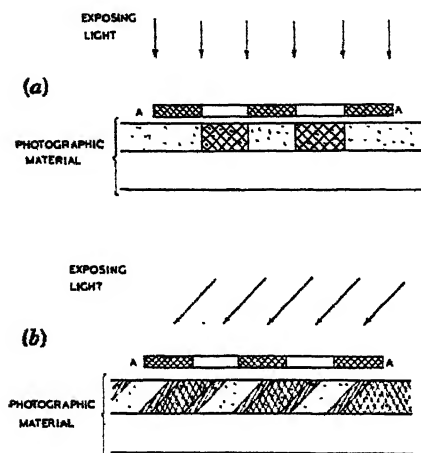 EXPOSING
LIGHT
(a)
A A
PHOTOGRAPHIC
MATERIAL
EXPOSING
LIGHT
(b)
A A
PHOTOGRAPHIC
MATERIAL